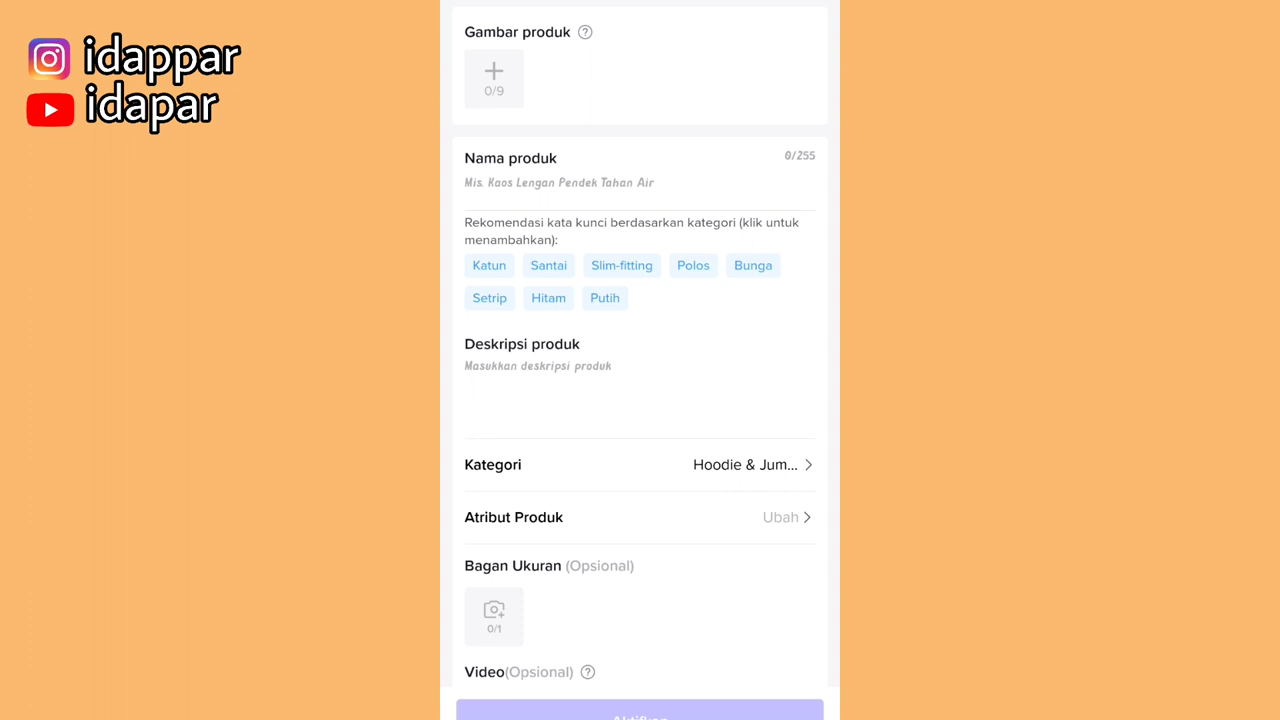 idappar
idapar
Gambar produk
0/9
Nama produk 0/255
Mis. Kaos Lengan Pendek Tahan Air
Rekomendasi kata kunci berdasarkan kategori (klik untuk
menambahkan):
Katun Santai Slim-fitting Polos Bunga
Setrip Hitam Putih
Deskripsi produk
Masukkan deskripsi produk
Kategori Hoodie & Jum...
Atribut Produk Ubah
Bagan Ukuran (Opsional)
0/1
Video(Opsional)
Aktifkan